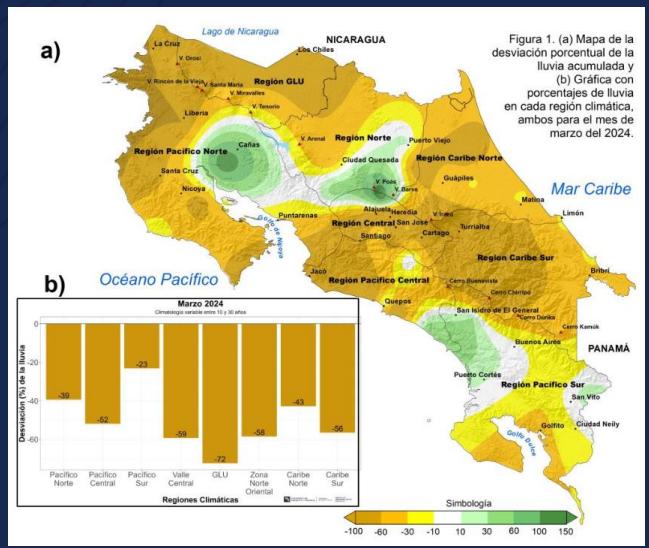 a)
Lago de Nicaragua
NICARAGUA
Figura 1. (a) Mapa de la
desviación porcentual de la
lluvia acumulada y
(b) Gráfica con
porcentajes de lluvia
en cada región climática,
ambos para el mes de
marzo del 2024.
La Cruz
Los Chiles
V. Orosi
V. Rincón de la Vieja
V. Santa María
Región GLU
V. Miravalles
V. Tenorio
Liberia
Región Norte
V. Arenal
Puerto Viejo
Región Pacífico Norte
Cañas
Ciudad Quesada
Región Caribe Norte
Santa Cruz
V. Poás
V. Barva
Guápiles
Nicoya
Mar Caribe
Matina
Alajuela
Heredia
Limón
Puntarenas
Región Central
San José
V. Irazú
Golfo de Nicoya
Santiago
Cartago
Turrialba
Región Caribe Sur
Océano Pacífico
Jacó
Región Pacífico Central
Bribri
Cerro Buenavista
Cerro Chirripó
Quepos
San Isidro de El General
Cerro Dúrika
Cerro Kamúk
Buenos Aires
PANAMÁ
Puerto Cortés
Región Pacífico Sur
San Vito
Golfito
Ciudad Neily
Golfo Dulce
b)
Marzo 2024
Climatología variable entre 10 y 30 años
Desviación (%) de la lluvia
0
-20
-40
-60
-39
-52
-23
-59
-72
-58
-43
-56
Pacífico Norte
Pacífico Central
Pacífico Sur
Valle Central
GLU
Zona Norte Oriental
Caribe Norte
Caribe Sur
Regiones Climáticas
Simbología
-100 -60 -30 -10 10 30 60 100 150